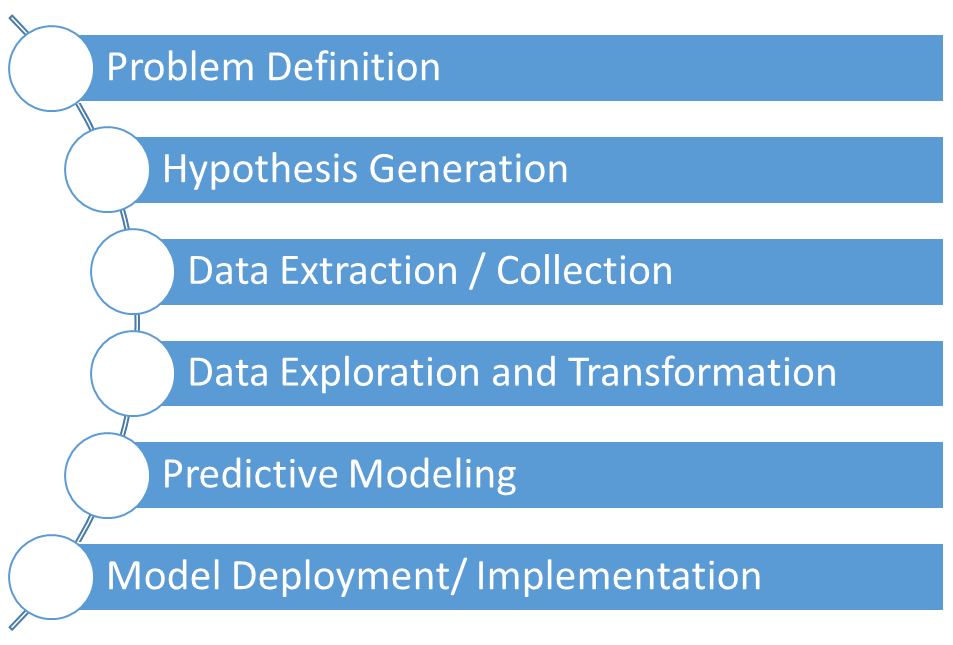 Problem Definition
Hypothesis Generation
Data Extraction / Collection
Data Exploration and Transformation
Predictive Modeling
Model Deployment/ Implementation